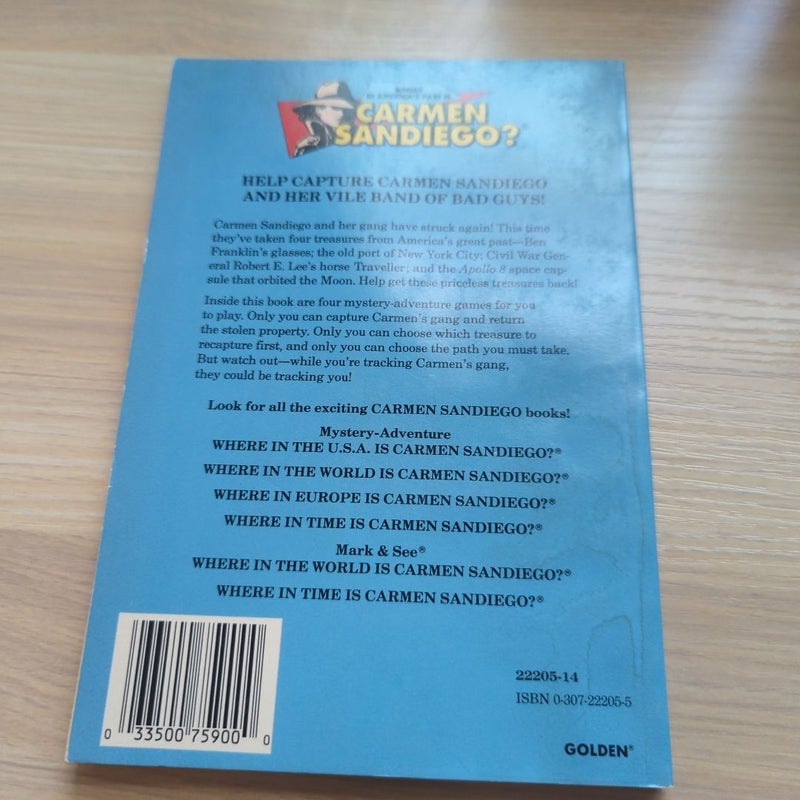 WHERE
IN AMERICA'S PAST IS
CARMEN
SANDIEGO?®
HELP CAPTURE CARMEN SANDIEGO
AND HER VILE BAND OF BAD GUYS!
Carmen Sandiego and her gang have struck again! This time
they've taken four treasures from America's great past—Ben
Franklin's glasses; the old port of New York City; Civil War Gen-
eral Robert E. Lee's horse Traveller; and the Apollo 8 space cap-
sule that orbited the Moon. Help get these priceless treasures back!
Inside this book are four mystery-adventure games for you
to play. Only you can capture Carmen's gang and return
the stolen property. Only you can choose which treasure to
recapture first, and only you can choose the path you must take.
But watch out—while you're tracking Carmen's gang,
they could be tracking you!
Look for all the exciting CARMEN SANDIEGO books!
Mystery-Adventure
WHERE IN THE U.S.A. IS CARMEN SANDIEGO?®
WHERE IN THE WORLD IS CARMEN SANDIEGO?®
WHERE IN EUROPE IS CARMEN SANDIEGO?®
WHERE IN TIME IS CARMEN SANDIEGO?®
Mark & See®
WHERE IN THE WORLD IS CARMEN SANDIEGO?®
WHERE IN TIME IS CARMEN SANDIEGO?®
22205-14
ISBN 0-307-22205-5
0 33500 75900 0
GOLDEN®